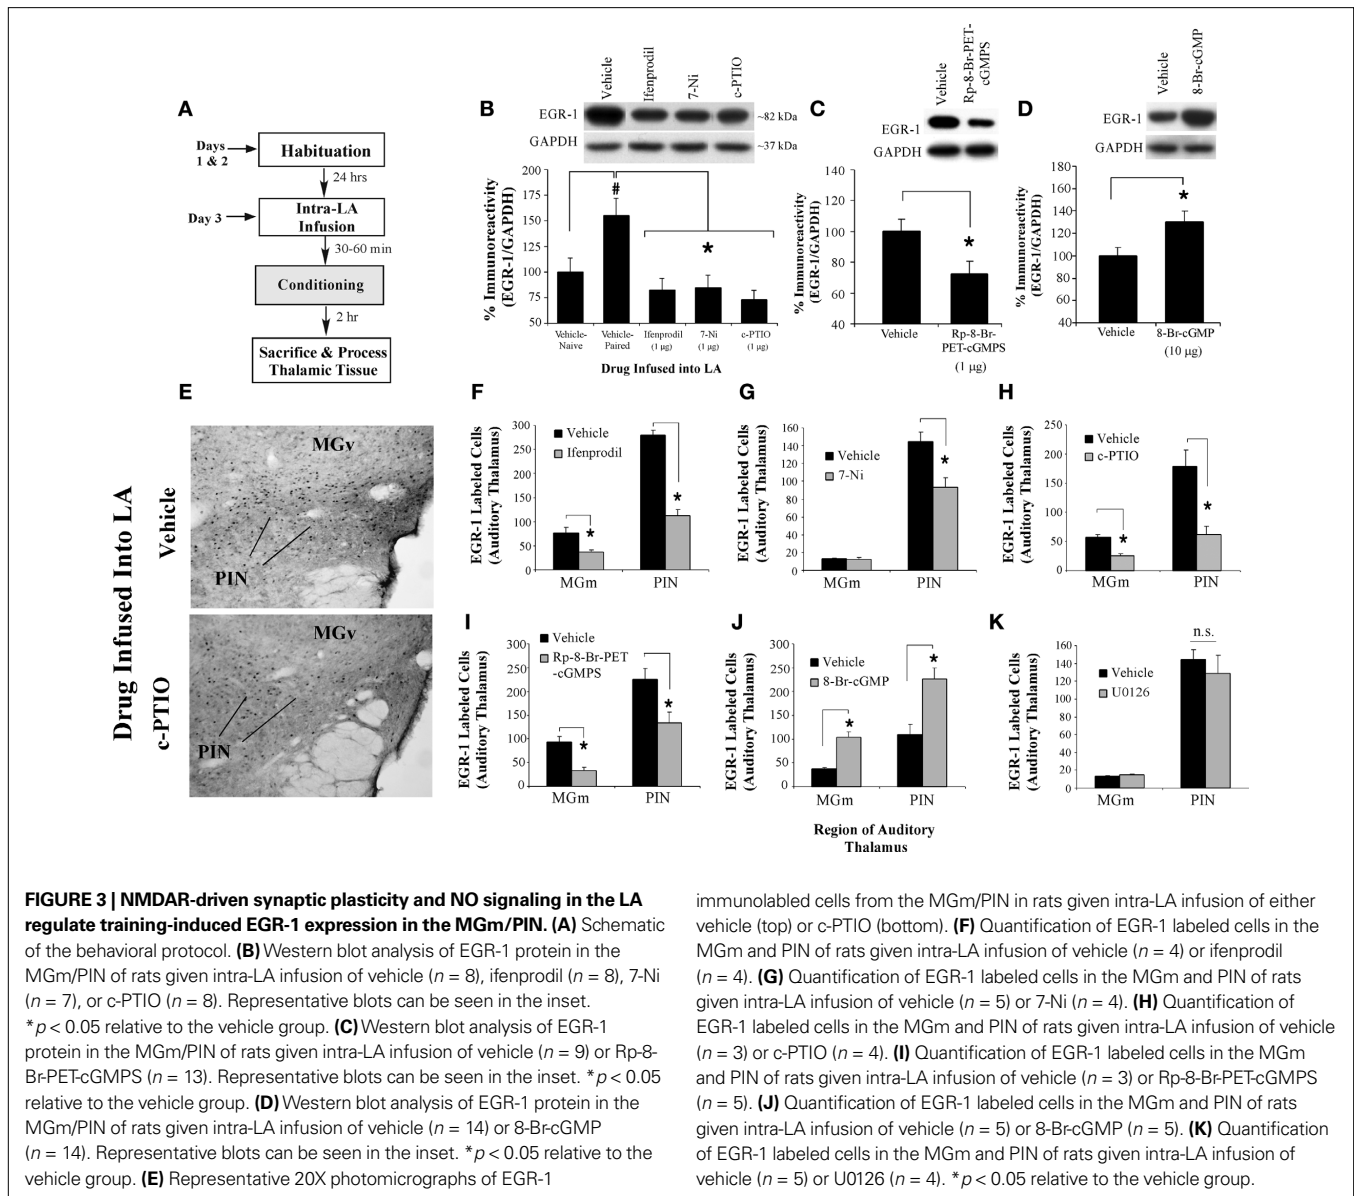 A
Days
1 & 2
Habituation
24 hrs
Day 3
Intra-LA
Infusion
30-60 min
Conditioning
2 hr
Sacrifice & Process
Thalamic Tissue
B
Vehicle
Ifenprodil
7-Ni
c-PTIO
EGR-1
~82 kDa
GAPDH
~37 kDa
% Immunoreactivity
(EGR-1/GAPDH)
200
175
150
125
100
75
50
#
*
Vehicle-
Naive
Vehicle-
Paired
Ifenprodil
(1 µg)
7-Ni
(1 µg)
c-PTIO
(1 µg)
Drug Infused into LA
C
Vehicle
Rp-8-Br-PET-
cGMPS
EGR-1
GAPDH
% Immunoreactivity
(EGR-1/GAPDH)
140
120
100
80
60
40
*
Vehicle
Rp-8-Br-
PET-cGMPS
(1 µg)
D
Vehicle
8-Br-cGMP
EGR-1
GAPDH
% Immunoreactivity
(EGR-1/GAPDH)
180
160
140
120
100
80
60
40
*
Vehicle
8-Br-cGMP
(10 µg)
E
Drug Infused Into LA
Vehicle
c-PTIO
MGv
PIN
MGv
PIN
F
EGR-1 Labeled Cells
(Auditory Thalamus)
300
250
200
150
100
50
0
Vehicle
Ifenprodil
*
*
MGm
PIN
G
EGR-1 Labeled Cells
(Auditory Thalamus)
160
140
120
100
80
60
40
20
0
Vehicle
7-Ni
*
MGm
PIN
H
EGR-1 Labeled Cells
(Auditory Thalamus)
250
200
150
100
50
0
Vehicle
c-PTIO
*
*
MGm
PIN
I
EGR-1 Labeled Cells
(Auditory Thalamus)
300
250
200
150
100
50
0
Vehicle
Rp-8-Br-PET
-cGMPS
*
*
MGm
PIN
J
EGR-1 Labeled Cells
(Auditory Thalamus)
300
250
200
150
100
50
0
Vehicle
8-Br-cGMP
*
*
MGm
PIN
Region of Auditory
Thalamus
K
EGR-1 Labeled Cells
(Auditory Thalamus)
160
140
120
100
80
60
40
20
0
Vehicle
U0126
n.s.
MGm
PIN
FIGURE 3 | NMDAR-driven synaptic plasticity and NO signaling in the LA
regulate training-induced EGR-1 expression in the MGm/PIN. (A) Schematic
of the behavioral protocol. (B) Western blot analysis of EGR-1 protein in the
MGm/PIN of rats given intra-LA infusion of vehicle (n = 8), ifenprodil (n = 8), 7-Ni
(n = 7), or c-PTIO (n = 8). Representative blots can be seen in the inset.
*p < 0.05 relative to the vehicle group. (C) Western blot analysis of EGR-1
protein in the MGm/PIN of rats given intra-LA infusion of vehicle (n = 9) or Rp-8-
Br-PET-cGMPS (n = 13). Representative blots can be seen in the inset. *p < 0.05
relative to the vehicle group. (D) Western blot analysis of EGR-1 protein in the
MGm/PIN of rats given intra-LA infusion of vehicle (n = 14) or 8-Br-cGMP
(n = 14). Representative blots can be seen in the inset. *p < 0.05 relative to the
vehicle group. (E) Representative 20X photomicrographs of EGR-1
immunolabled cells from the MGm/PIN in rats given intra-LA infusion of either
vehicle (top) or c-PTIO (bottom). (F) Quantification of EGR-1 labeled cells in the
MGm and PIN of rats given intra-LA infusion of vehicle (n = 4) or ifenprodil
(n = 4). (G) Quantification of EGR-1 labeled cells in the MGm and PIN of rats
given intra-LA infusion of vehicle (n = 5) or 7-Ni (n = 4). (H) Quantification of
EGR-1 labeled cells in the MGm and PIN of rats given intra-LA infusion of vehicle
(n = 3) or c-PTIO (n = 4). (I) Quantification of EGR-1 labeled cells in the MGm
and PIN of rats given intra-LA infusion of vehicle (n = 3) or Rp-8-Br-PET-cGMPS
(n = 5). (J) Quantification of EGR-1 labeled cells in the MGm and PIN of rats
given intra-LA infusion of vehicle (n = 5) or 8-Br-cGMP (n = 5). (K) Quantification
of EGR-1 labeled cells in the MGm and PIN of rats given intra-LA infusion of
vehicle (n = 5) or U0126 (n = 4). *p < 0.05 relative to the vehicle group.